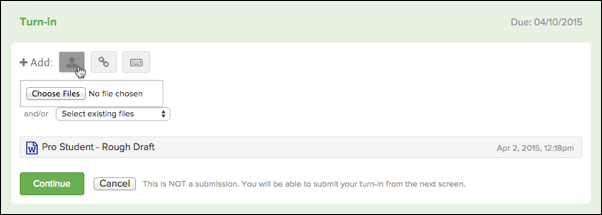 Turn-in Due: 04/10/2015
Add:
Choose Files No file chosen
and/or Select existing files
W Pro Student - Rough Draft Apr 2, 2015, 12:18pm
Continue Cancel This is NOT a submission. You will be able to submit your turn-in from the next screen.